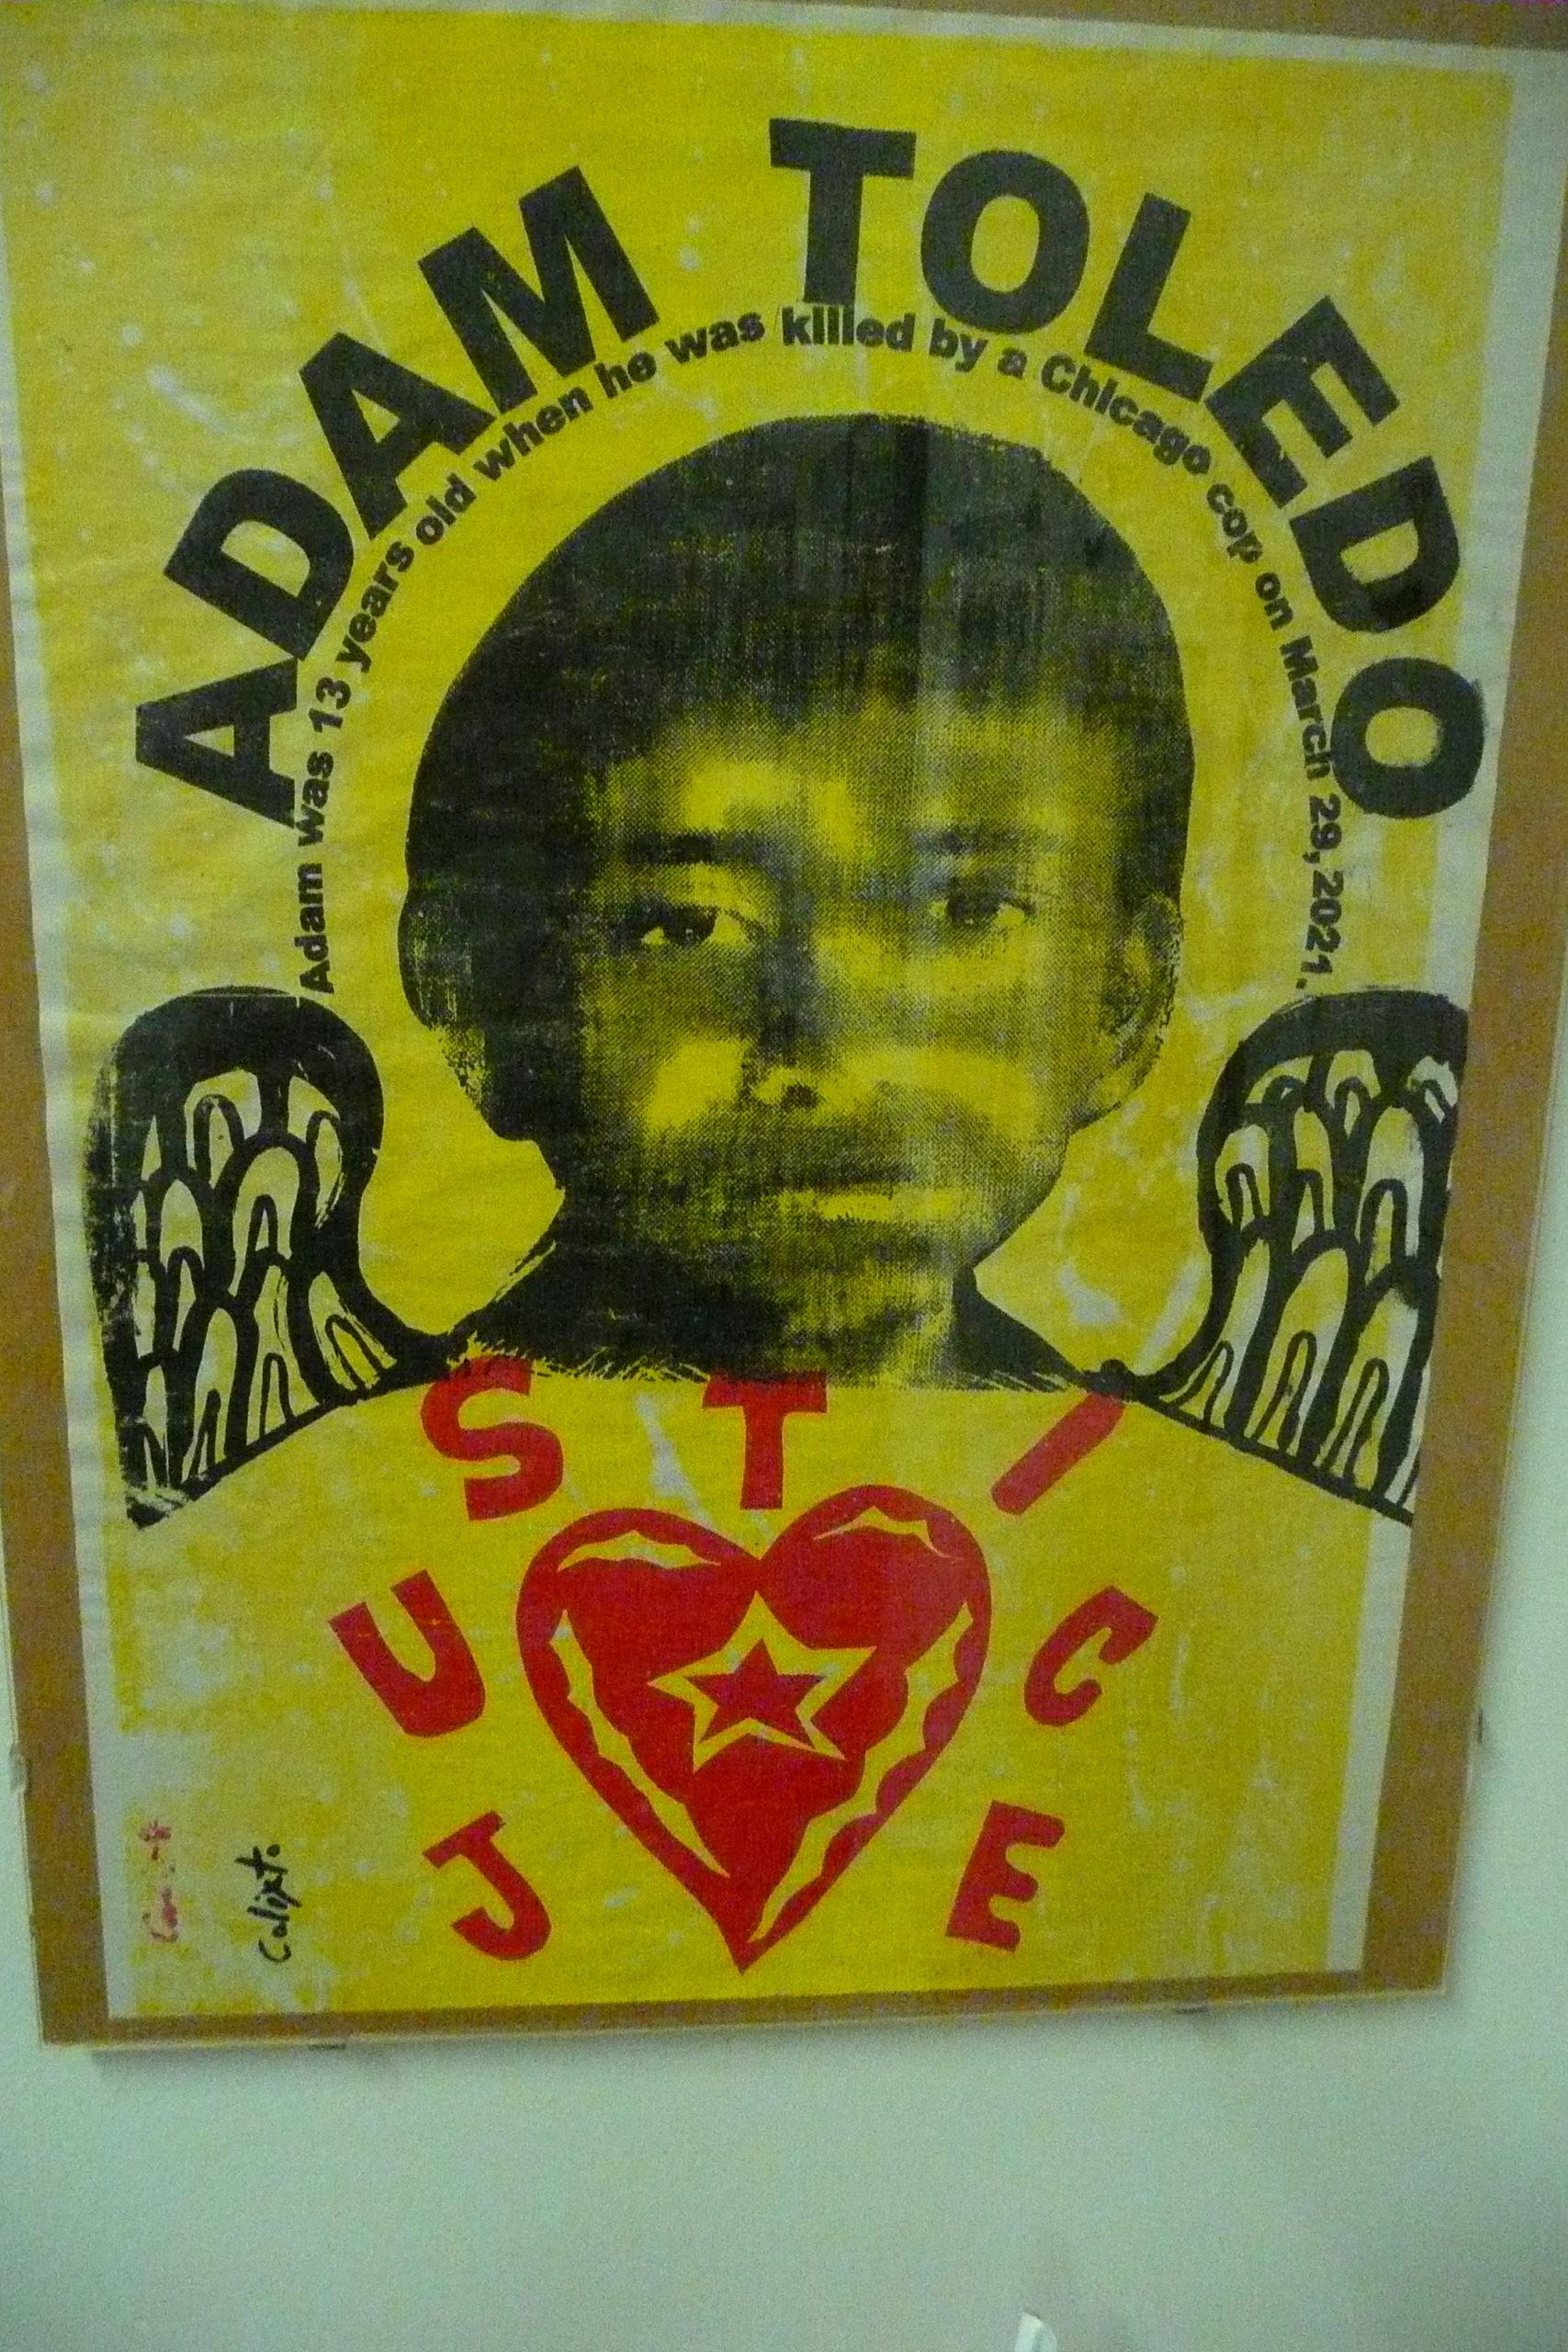 ADAM TOLEDO
Adam was 13 years old when he was killed by a Chicago cop on March 29, 2021.
JUSTICE